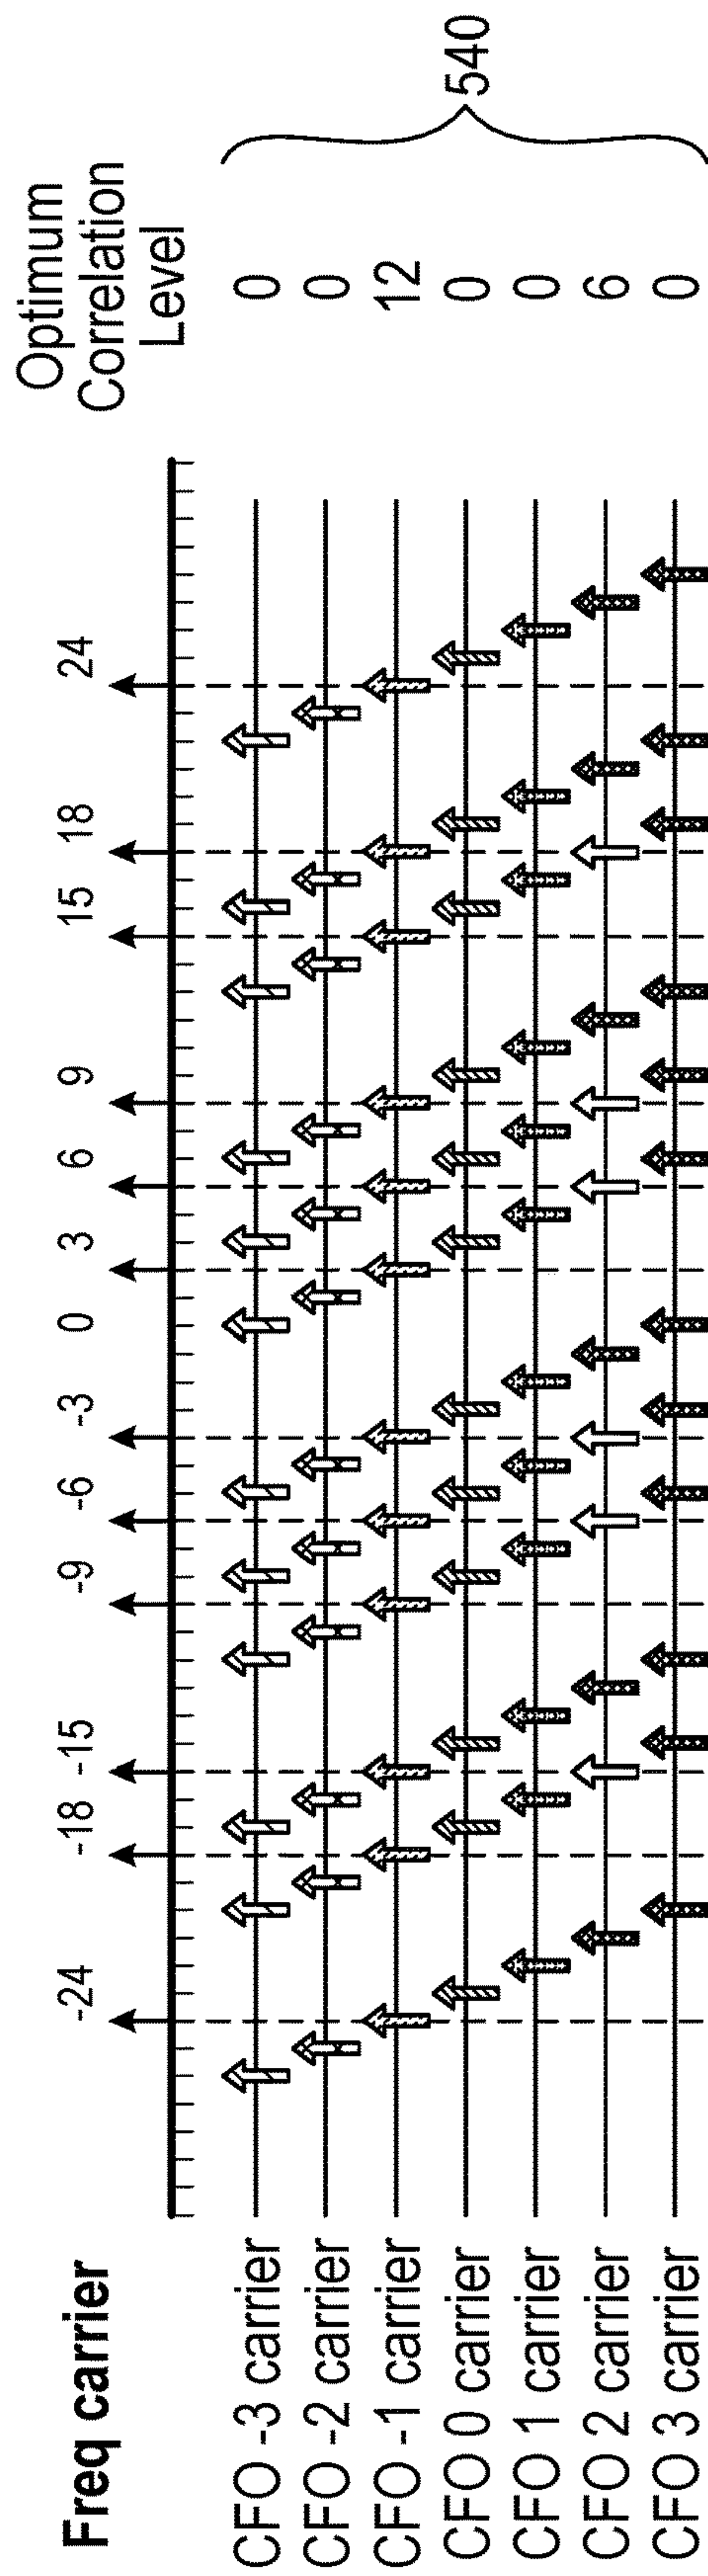 Optimum
Correlation
Level
Freq carrier -24 -18 -15 -9 -6 -3 0 3 6 9 15 18 24
CFO -3 carrier 0
CFO -2 carrier 0
CFO -1 carrier 12
CFO 0 carrier 0
CFO 1 carrier 0
CFO 2 carrier 6
CFO 3 carrier 0
540